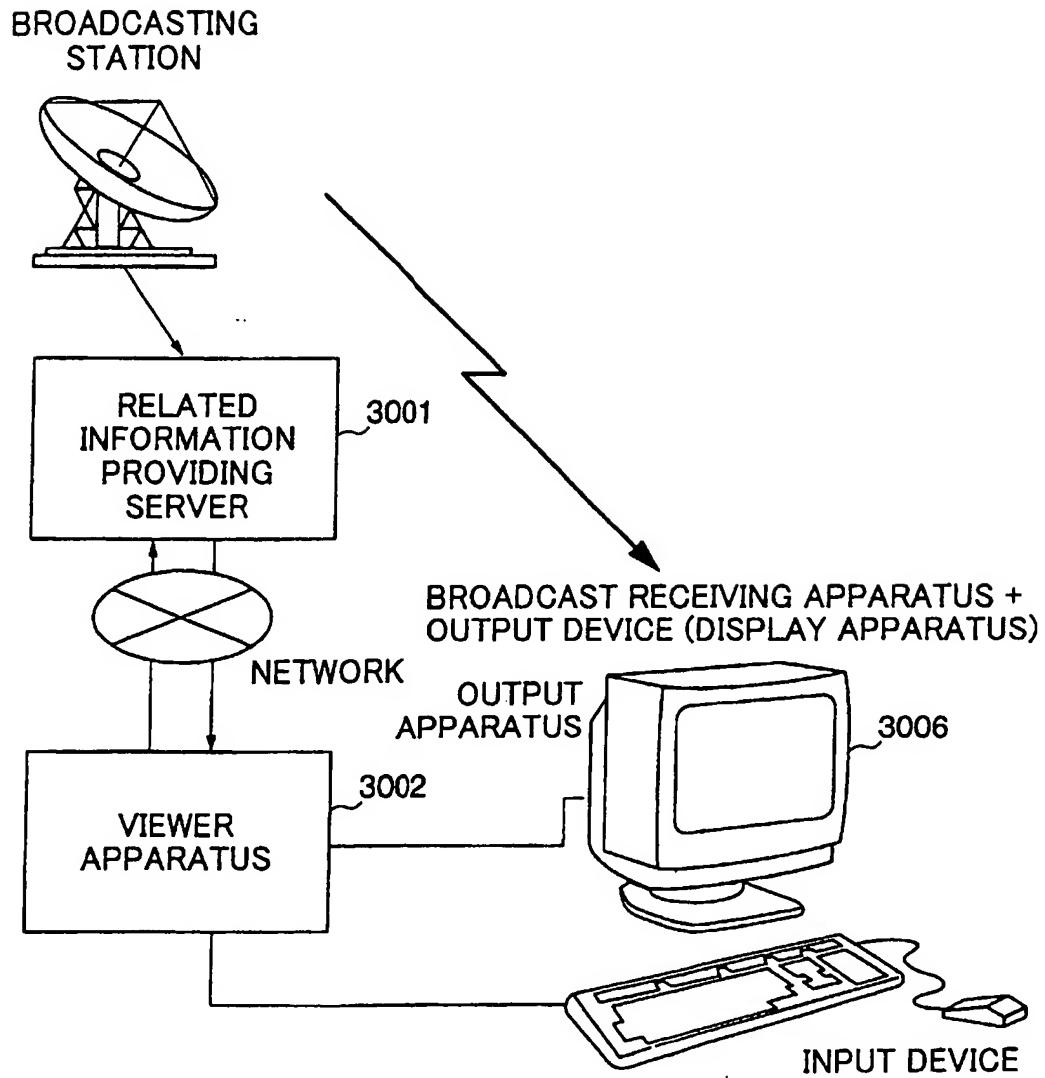 BROADCASTING
STATION
RELATED
INFORMATION
PROVIDING
SERVER
3001
BROADCAST RECEIVING APPARATUS +
OUTPUT DEVICE (DISPLAY APPARATUS)
NETWORK
OUTPUT
APPARATUS
3006
3002
VIEWER
APPARATUS
INPUT DEVICE